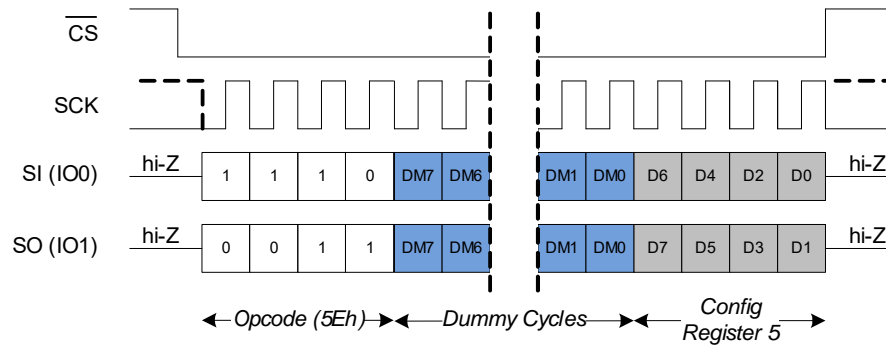 CS
SCK
SI (IO0) hi-Z 1 1 1 0 DM7 DM6 DM1 DM0 D6 D4 D2 D0 hi-Z
SO (IO1) hi-Z 0 0 1 1 DM7 DM6 DM1 DM0 D7 D5 D3 D1 hi-Z
Opcode (5Eh) Dummy Cycles Config
Register 5